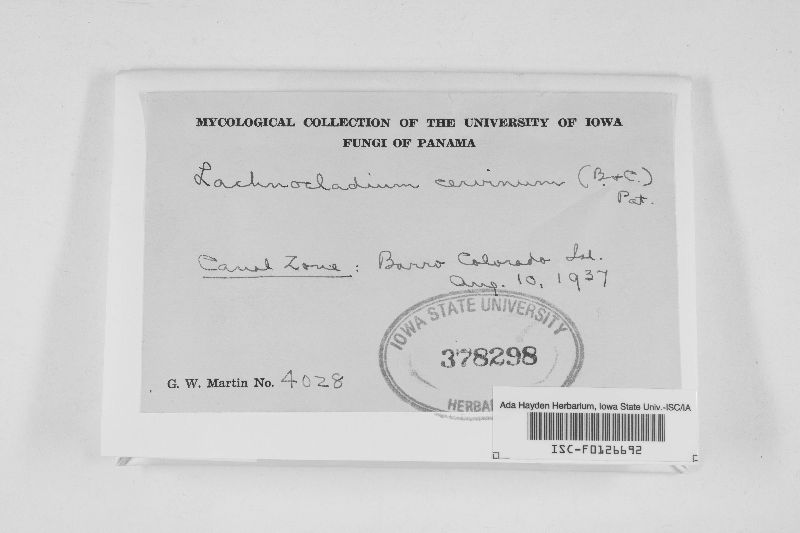 MYCOLOGICAL COLLECTION OF THE UNIVERSITY OF IOWA
FUNGI OF PANAMA
Lachnocladium cervinum (B. & C.)
Pat.
Canal Zone: Barro Colorado Isl.
Aug. 10, 1937
IOWA STATE UNIVERSITY
378298
G. W. Martin No. 4028
Ada Hayden Herbarium, Iowa State Univ.-ISC/IA
ISC-F0126692